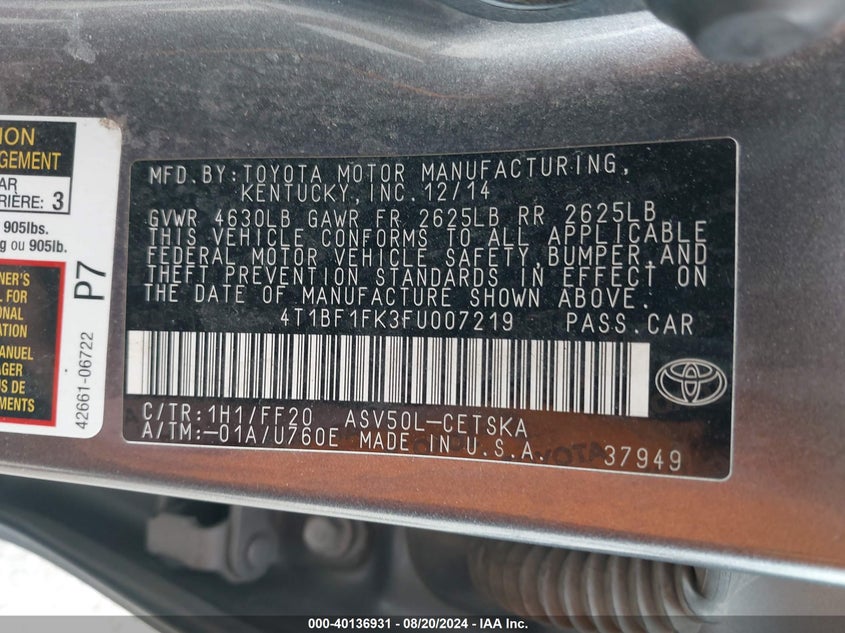 ION
GEMENT
AR
RIÈRE: 3
905lbs.
g ou 905lb.
NER'S
L FOR
ONAL
TION
ANUEL
AGER
US DE
ENTS
P7
42661-06722
MFD.BY:TOYOTA MOTOR MANUFACTURING,
KENTUCKY,INC.12/14
GVWR 4630LB GAWR FR 2625LB RR 2625LB
THIS VEHICLE CONFORMS TO ALL APPLICABLE
FEDERAL MOTOR VEHICLE SAFETY,BUMPER,AND
THEFT PREVENTION STANDARDS IN EFFECT ON
THE DATE OF MANUFACTURE SHOWN ABOVE.
4T1BF1FK3FU007219 PASS.CAR
C/TR:1H1/FF20 ASV50L-CETSKA
A/TM:-01A/U760E MADE IN U.S.A.
37949
000-40136931 - 08/20/2024 - IAA Inc.